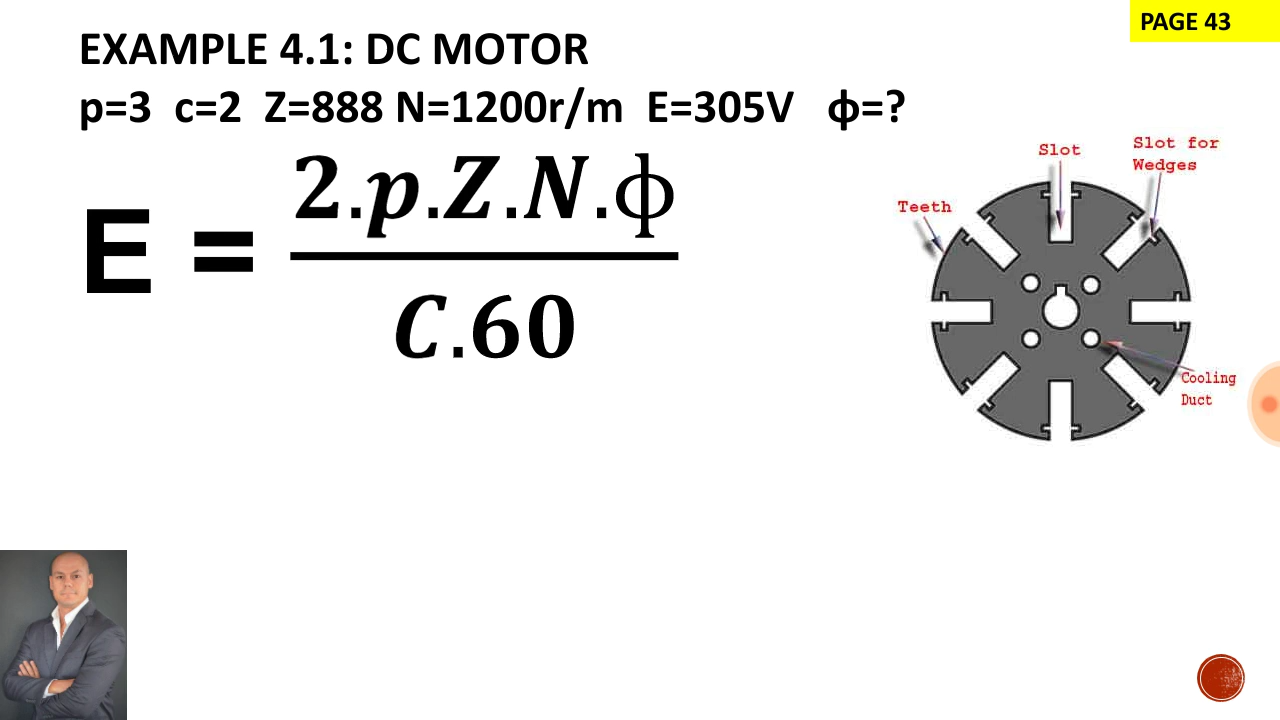 PAGE 43
EXAMPLE 4.1: DC MOTOR
p=3 c=2 Z=888 N=1200r/m E=305V ф=?
E = 2.p.Z.N.ф
C.60
Slot
Slot for
Wedges
Teeth
Cooling
Duct